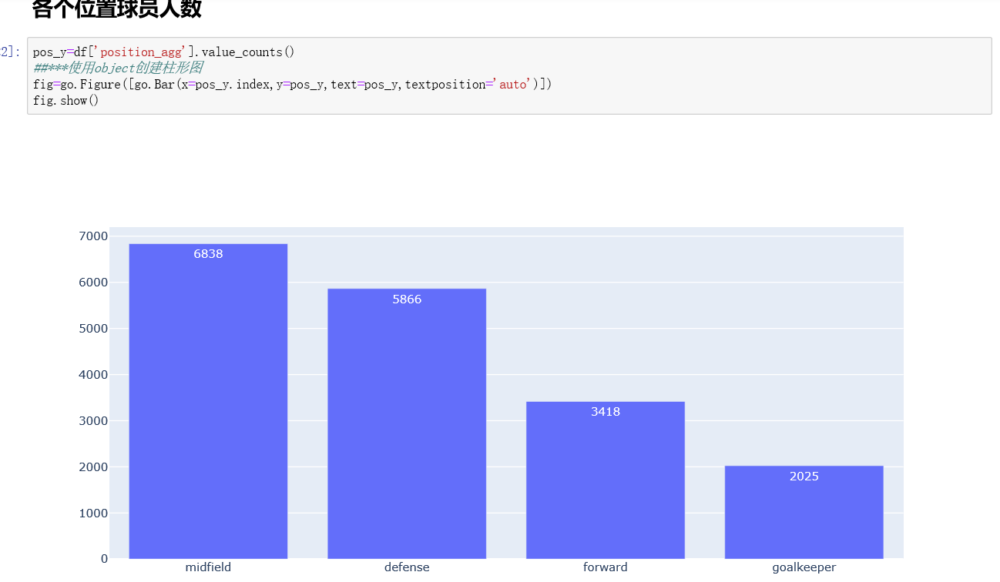 各个位置球员人数
2]:
pos_y=df['position_agg'].value_counts()
##***使用object创建柱形图
fig=go.Figure([go.Bar(x=pos_y.index,y=pos_y,text=pos_y,textposition='auto')])
fig.show()
7000
6838
6000
5866
5000
4000
3418
3000
2000
2025
1000
0
midfield defense forward goalkeeper